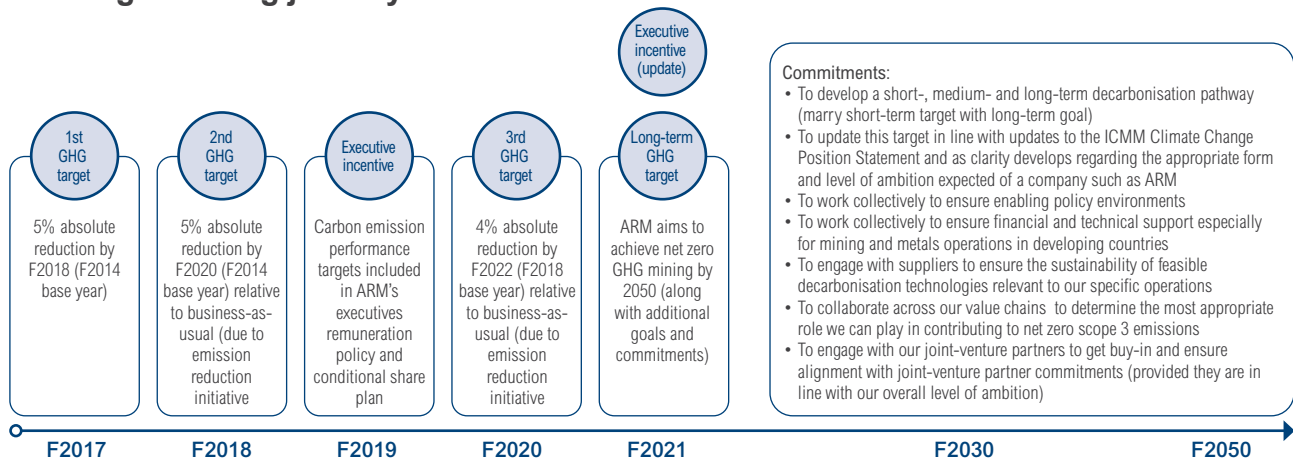 1st
GHG
target
5% absolute
reduction by
F2018 (F2014
base year)
2nd
GHG
target
5% absolute
reduction by
F2020 (F2014
base year) relative
to business-as-
usual (due to
emission
reduction
initiative
Executive
incentive
Carbon emission
performance
targets included
in ARM's
executives
remuneration
policy and
conditional share
plan
3rd
GHG
target
4% absolute
reduction by
F2022 (F2018
base year) relative
to business-as-
usual (due to
emission
reduction
initiative
Executive
incentive
(update)
Long-term
GHG
target
ARM aims to
achieve net zero
GHG mining by
2050 (along
with additional
goals and
commitments)
Commitments:
• To develop a short-, medium- and long-term decarbonisation pathway
(marry short-term target with long-term goal)
• To update this target in line with updates to the ICMM Climate Change
Position Statement and as clarity develops regarding the appropriate form
and level of ambition expected of a company such as ARM
• To work collectively to ensure enabling policy environments
• To work collectively to ensure financial and technical support especially
for mining and metals operations in developing countries
• To engage with suppliers to ensure the sustainability of feasible
decarbonisation technologies relevant to our specific operations
• To collaborate across our value chains to determine the most appropriate
role we can play in contributing to net zero scope 3 emissions
• To engage with our joint-venture partners to get buy-in and ensure
alignment with joint-venture partner commitments (provided they are in
line with our overall level of ambition)
F2017
F2018
F2019
F2020
F2021
F2030
F2050